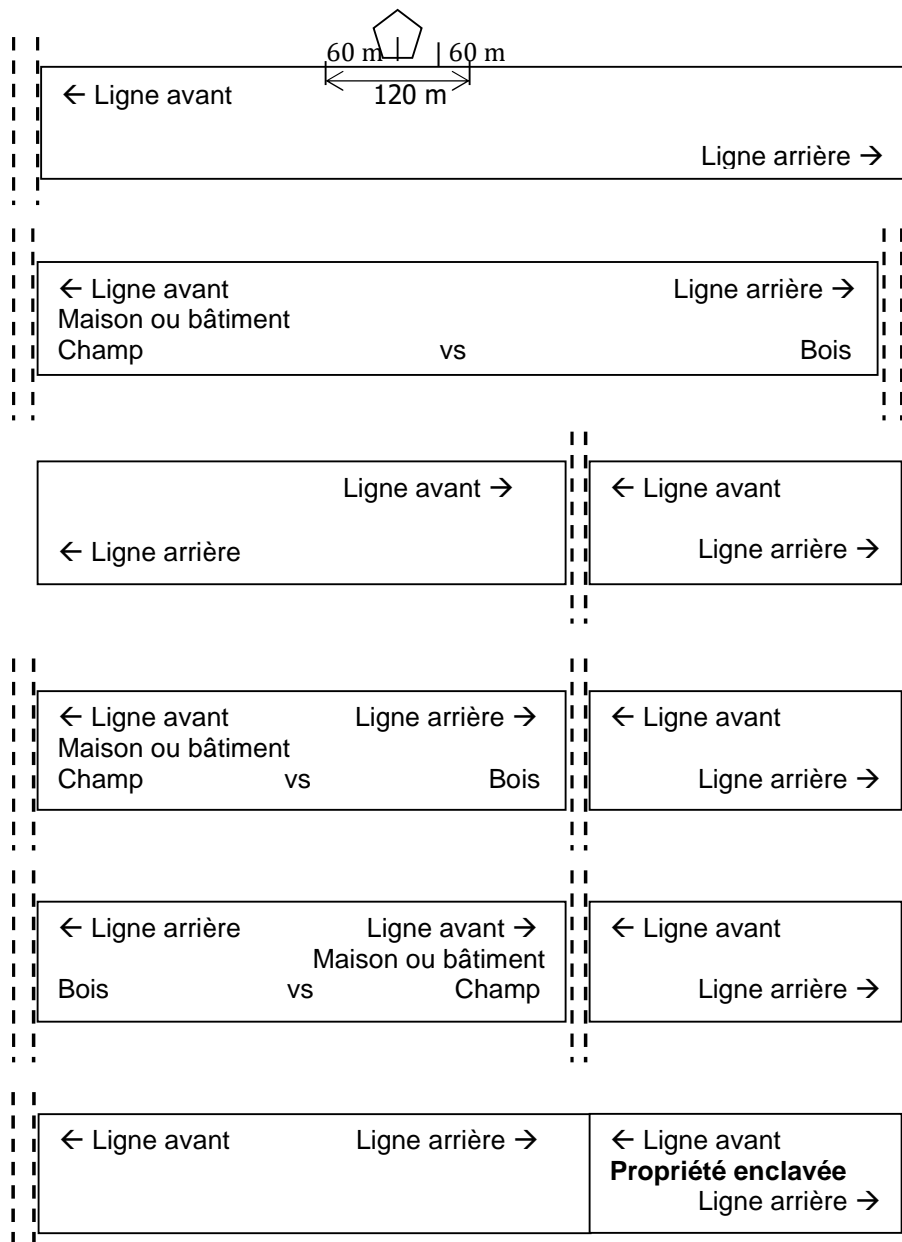 60 m 60 m
120 m
← Ligne avant
Ligne arrière →
← Ligne avant Ligne arrière →
Maison ou bâtiment
Champ vs Bois
Ligne avant →
← Ligne arrière
← Ligne avant
Ligne arrière →
← Ligne avant Ligne arrière →
Maison ou bâtiment
Champ vs Bois
← Ligne avant
Ligne arrière →
← Ligne arrière Ligne avant →
Maison ou bâtiment
Bois vs Champ
← Ligne avant
Ligne arrière →
← Ligne avant Ligne arrière →
← Ligne avant
Propriété enclavée
Ligne arrière →